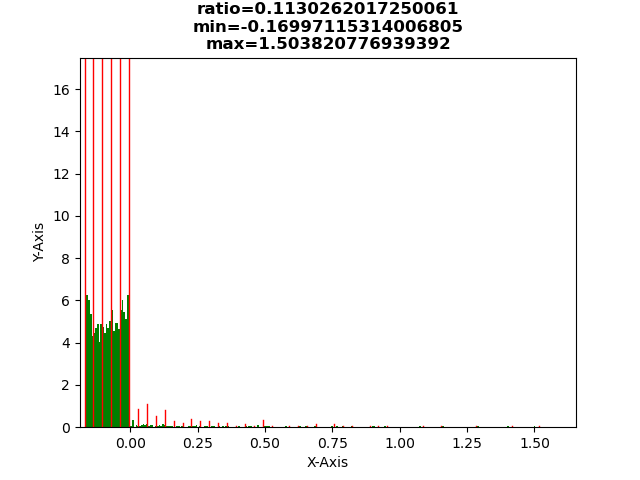 ratio=0.1130262017250061
min=-0.16997115314006805
max=1.503820776939392
16
14
12
10
8
6
4
2
0
Y-Axis
0.00 0.25 0.50 0.75 1.00 1.25 1.50
X-Axis